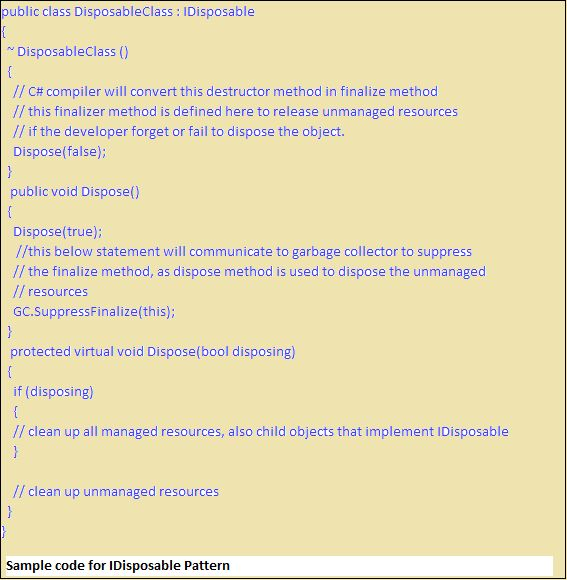 public class DisposableClass : IDisposable
{
~ DisposableClass ()
{
// C# compiler will convert this destructor method in finalize method
// this finalizer method is defined here to release unmanaged resources
// if the developer forget or fail to dispose the object.
Dispose(false);
}
public void Dispose()
{
Dispose(true);
//this below statement will communicate to garbage collector to suppress
// the finalize method, as dispose method is used to dispose the unmanaged
// resources
GC.SuppressFinalize(this);
}
protected virtual void Dispose(bool disposing)
{
if (disposing)
{
// clean up all managed resources, also child objects that implement IDisposable
}
// clean up unmanaged resources
}
}
Sample code for IDisposable Pattern